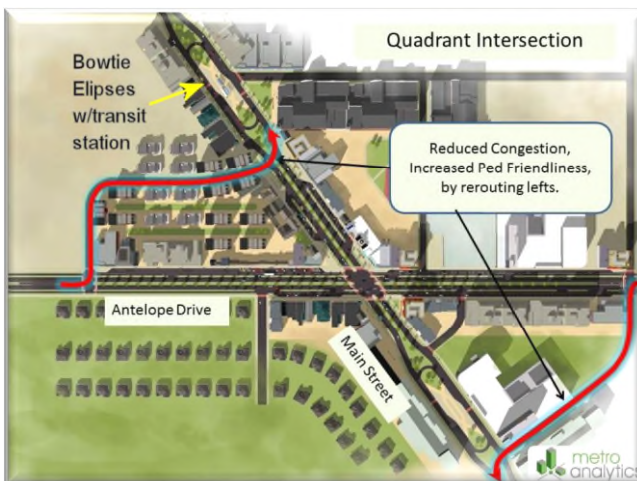 Quadrant Intersection
Bowtie
Elipses
w/transit
station
Reduced Congestion,
Increased Ped Friendliness,
by rerouting lefts.
Antelope Drive
Main Street
metro
analytics